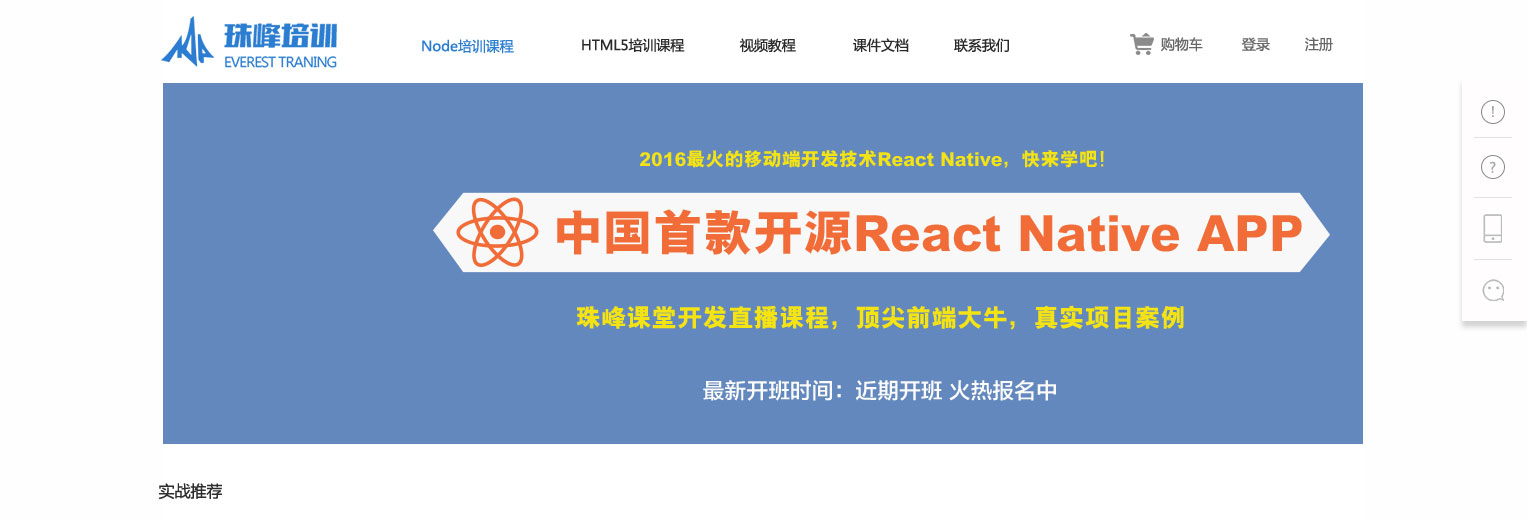 珠峰培训
EVEREST TRANING
Node培训课程
HTML5培训课程
视频教程
课件文档
联系我们
购物车
登录
注册
2016最火的移动端开发技术React Native，快来学吧！
中国首款开源React Native APP
珠峰课堂开发直播课程，顶尖前端大牛，真实项目案例
最新开班时间：近期开班 火热报名中
实战推荐